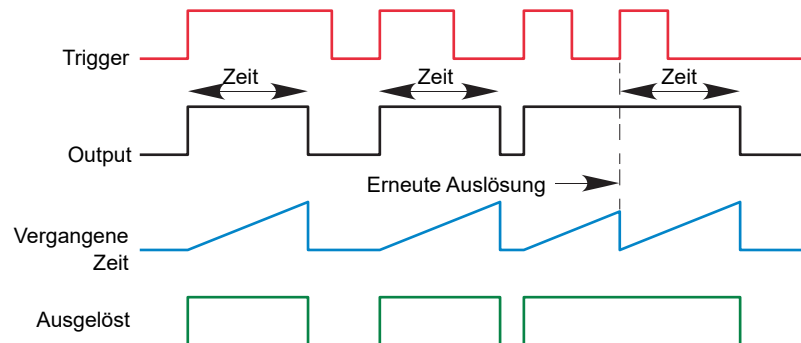 Trigger
Zeit
Zeit
Zeit
Output
Erneute Auslösung
Vergangene
Zeit
Ausgelöst